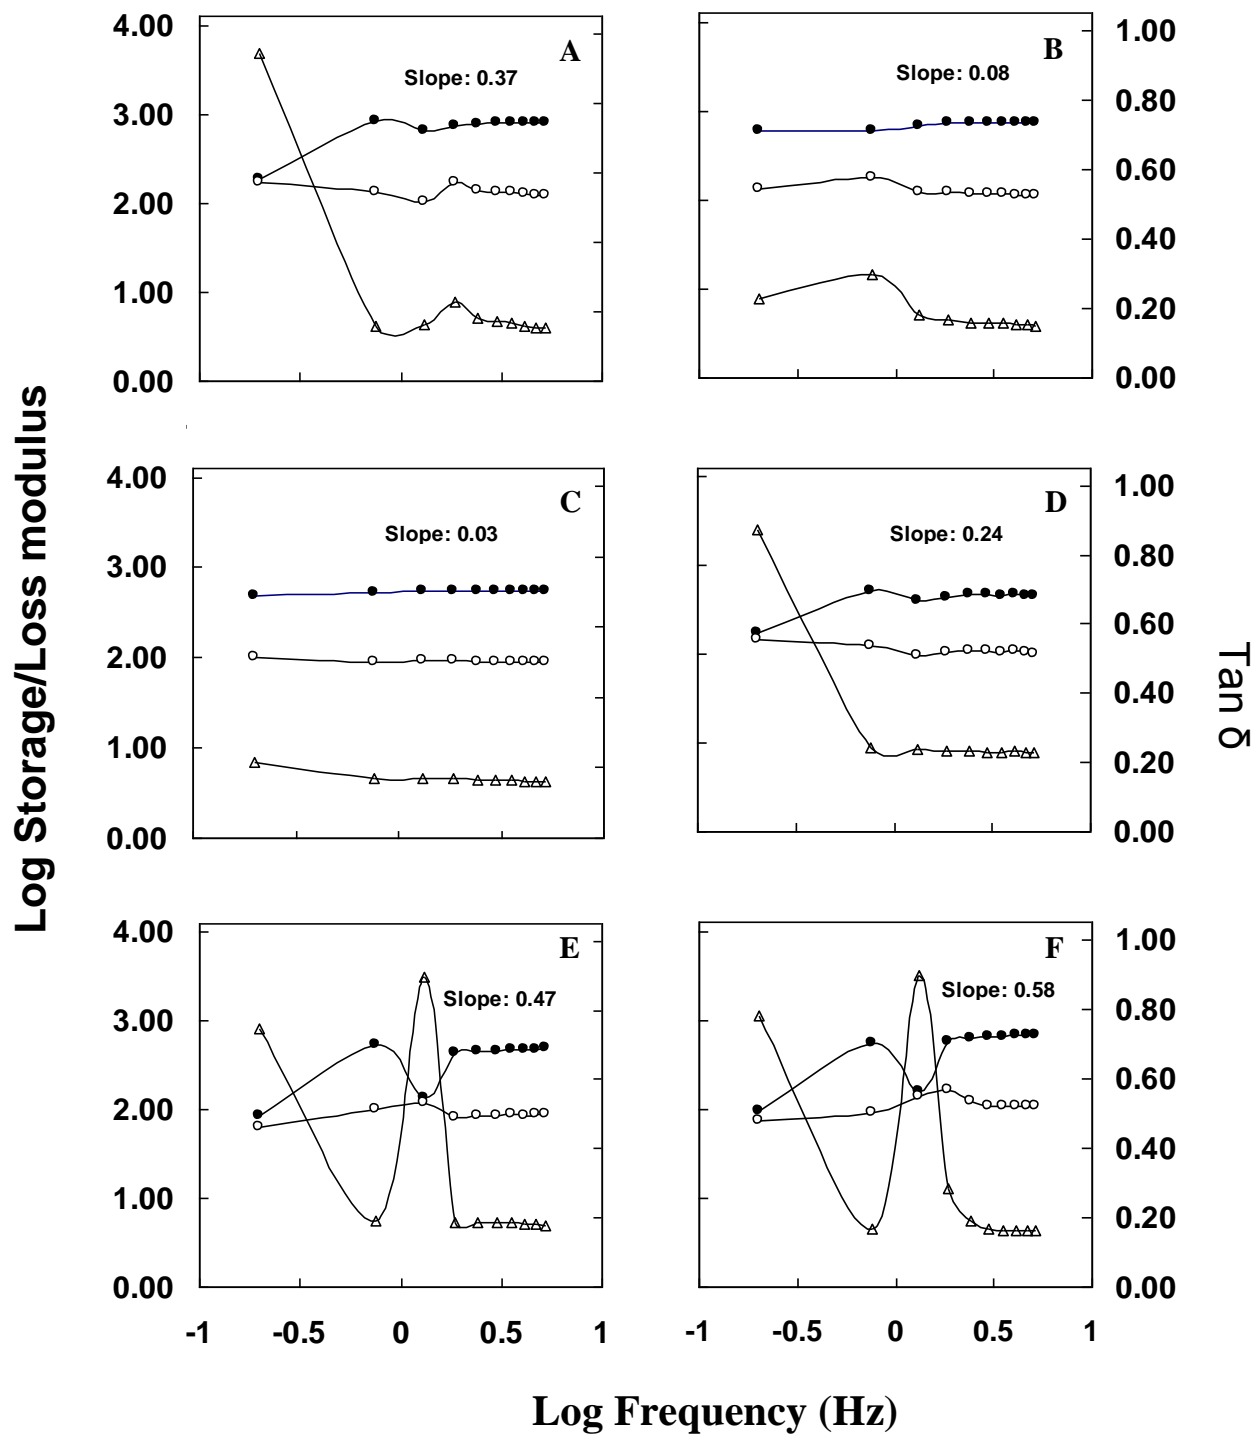 4.00
3.00
2.00
1.00
0.00
A
Slope: 0.37
B
Slope: 0.08
1.00
0.80
0.60
0.40
0.20
0.00
4.00
3.00
2.00
1.00
0.00
C
Slope: 0.03
D
Slope: 0.24
1.00
0.80
0.60
0.40
0.20
0.00
4.00
3.00
2.00
1.00
0.00
E
Slope: 0.47
F
Slope: 0.58
1.00
0.80
0.60
0.40
0.20
0.00
-1 -0.5 0 0.5 1
-1 -0.5 0 0.5 1
Log Storage/Loss modulus
Tan δ
Log Frequency (Hz)